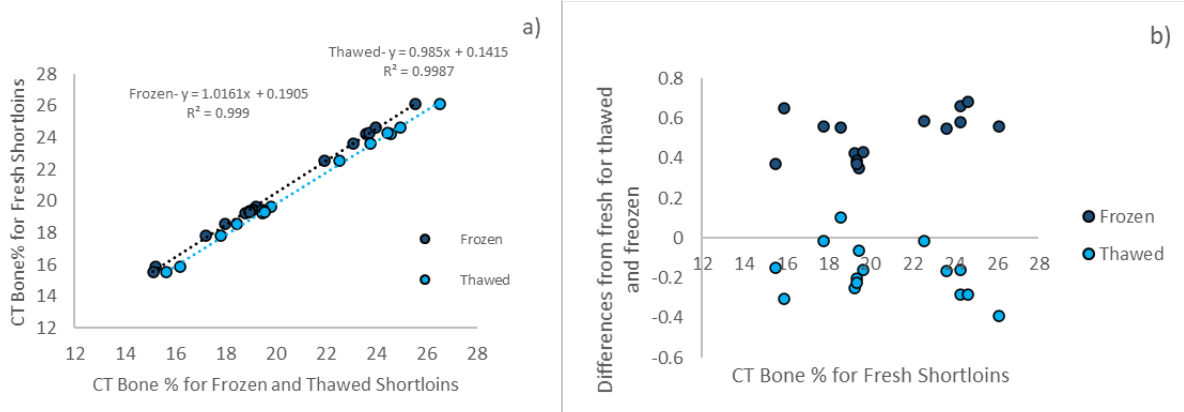 a)
Thawed- y = 0.985x + 0.1415
R² = 0.9987
Frozen- y = 1.0161x + 0.1905
R² = 0.999
CT Bone% for Fresh Shortloins
28
26
24
22
20
18
16
14
12
12 14 16 18 20 22 24 26 28
CT Bone % for Frozen and Thawed Shortloins
Frozen
Thawed
b)
Differences from fresh for thawed
and freozen
0.8
0.6
0.4
0.2
0
-0.2
-0.4
-0.6
12 14 16 18 20 22 24 26 28
CT Bone % for Fresh Shortloins
Frozen
Thawed